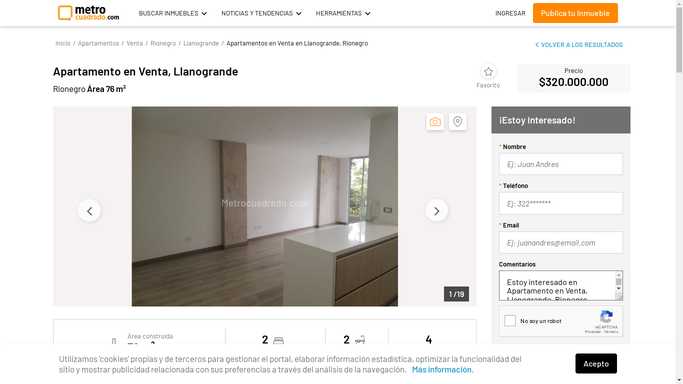 metro
cuadrado.com
BUSCAR INMUEBLES
NOTICIAS Y TENDENCIAS
HERRAMIENTAS
INGRESAR
Publica tu Inmueble
Inicio / Apartamentos / Venta / Rionegro / Llanogrande / Apartamentos en Venta en Llanogrande, Rionegro
VOLVER A LOS RESULTADOS
Apartamento en Venta, Llanogrande
Rionegro Área 76 m²
Favorito
Precio
$320.000.000
Metrocuadrado.com
1 /19
¡Estoy Interesado!
* Nombre
Ej: Juan Andres
* Teléfono
Ej: 322*******
* Email
Ej: juanandres@email.com
Comentarios
Estoy interesado en
Apartamento en Venta,
Llanogrande, Rionegro
No soy un robot
reCAPTCHA
Privacidad - Términos
Área construida
2
2
4
Utilizamos 'cookies' propias y de terceros para gestionar el portal, elaborar información estadística, optimizar la funcionalidad del
sitio y mostrar publicidad relacionada con sus preferencias a través del análisis de la navegación. Más información.
Acepto